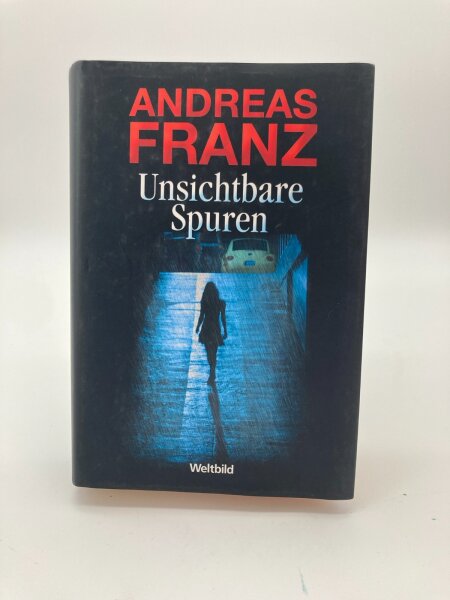 ANDREAS
FRANZ
Unsichtbare
Spuren
Weltbild